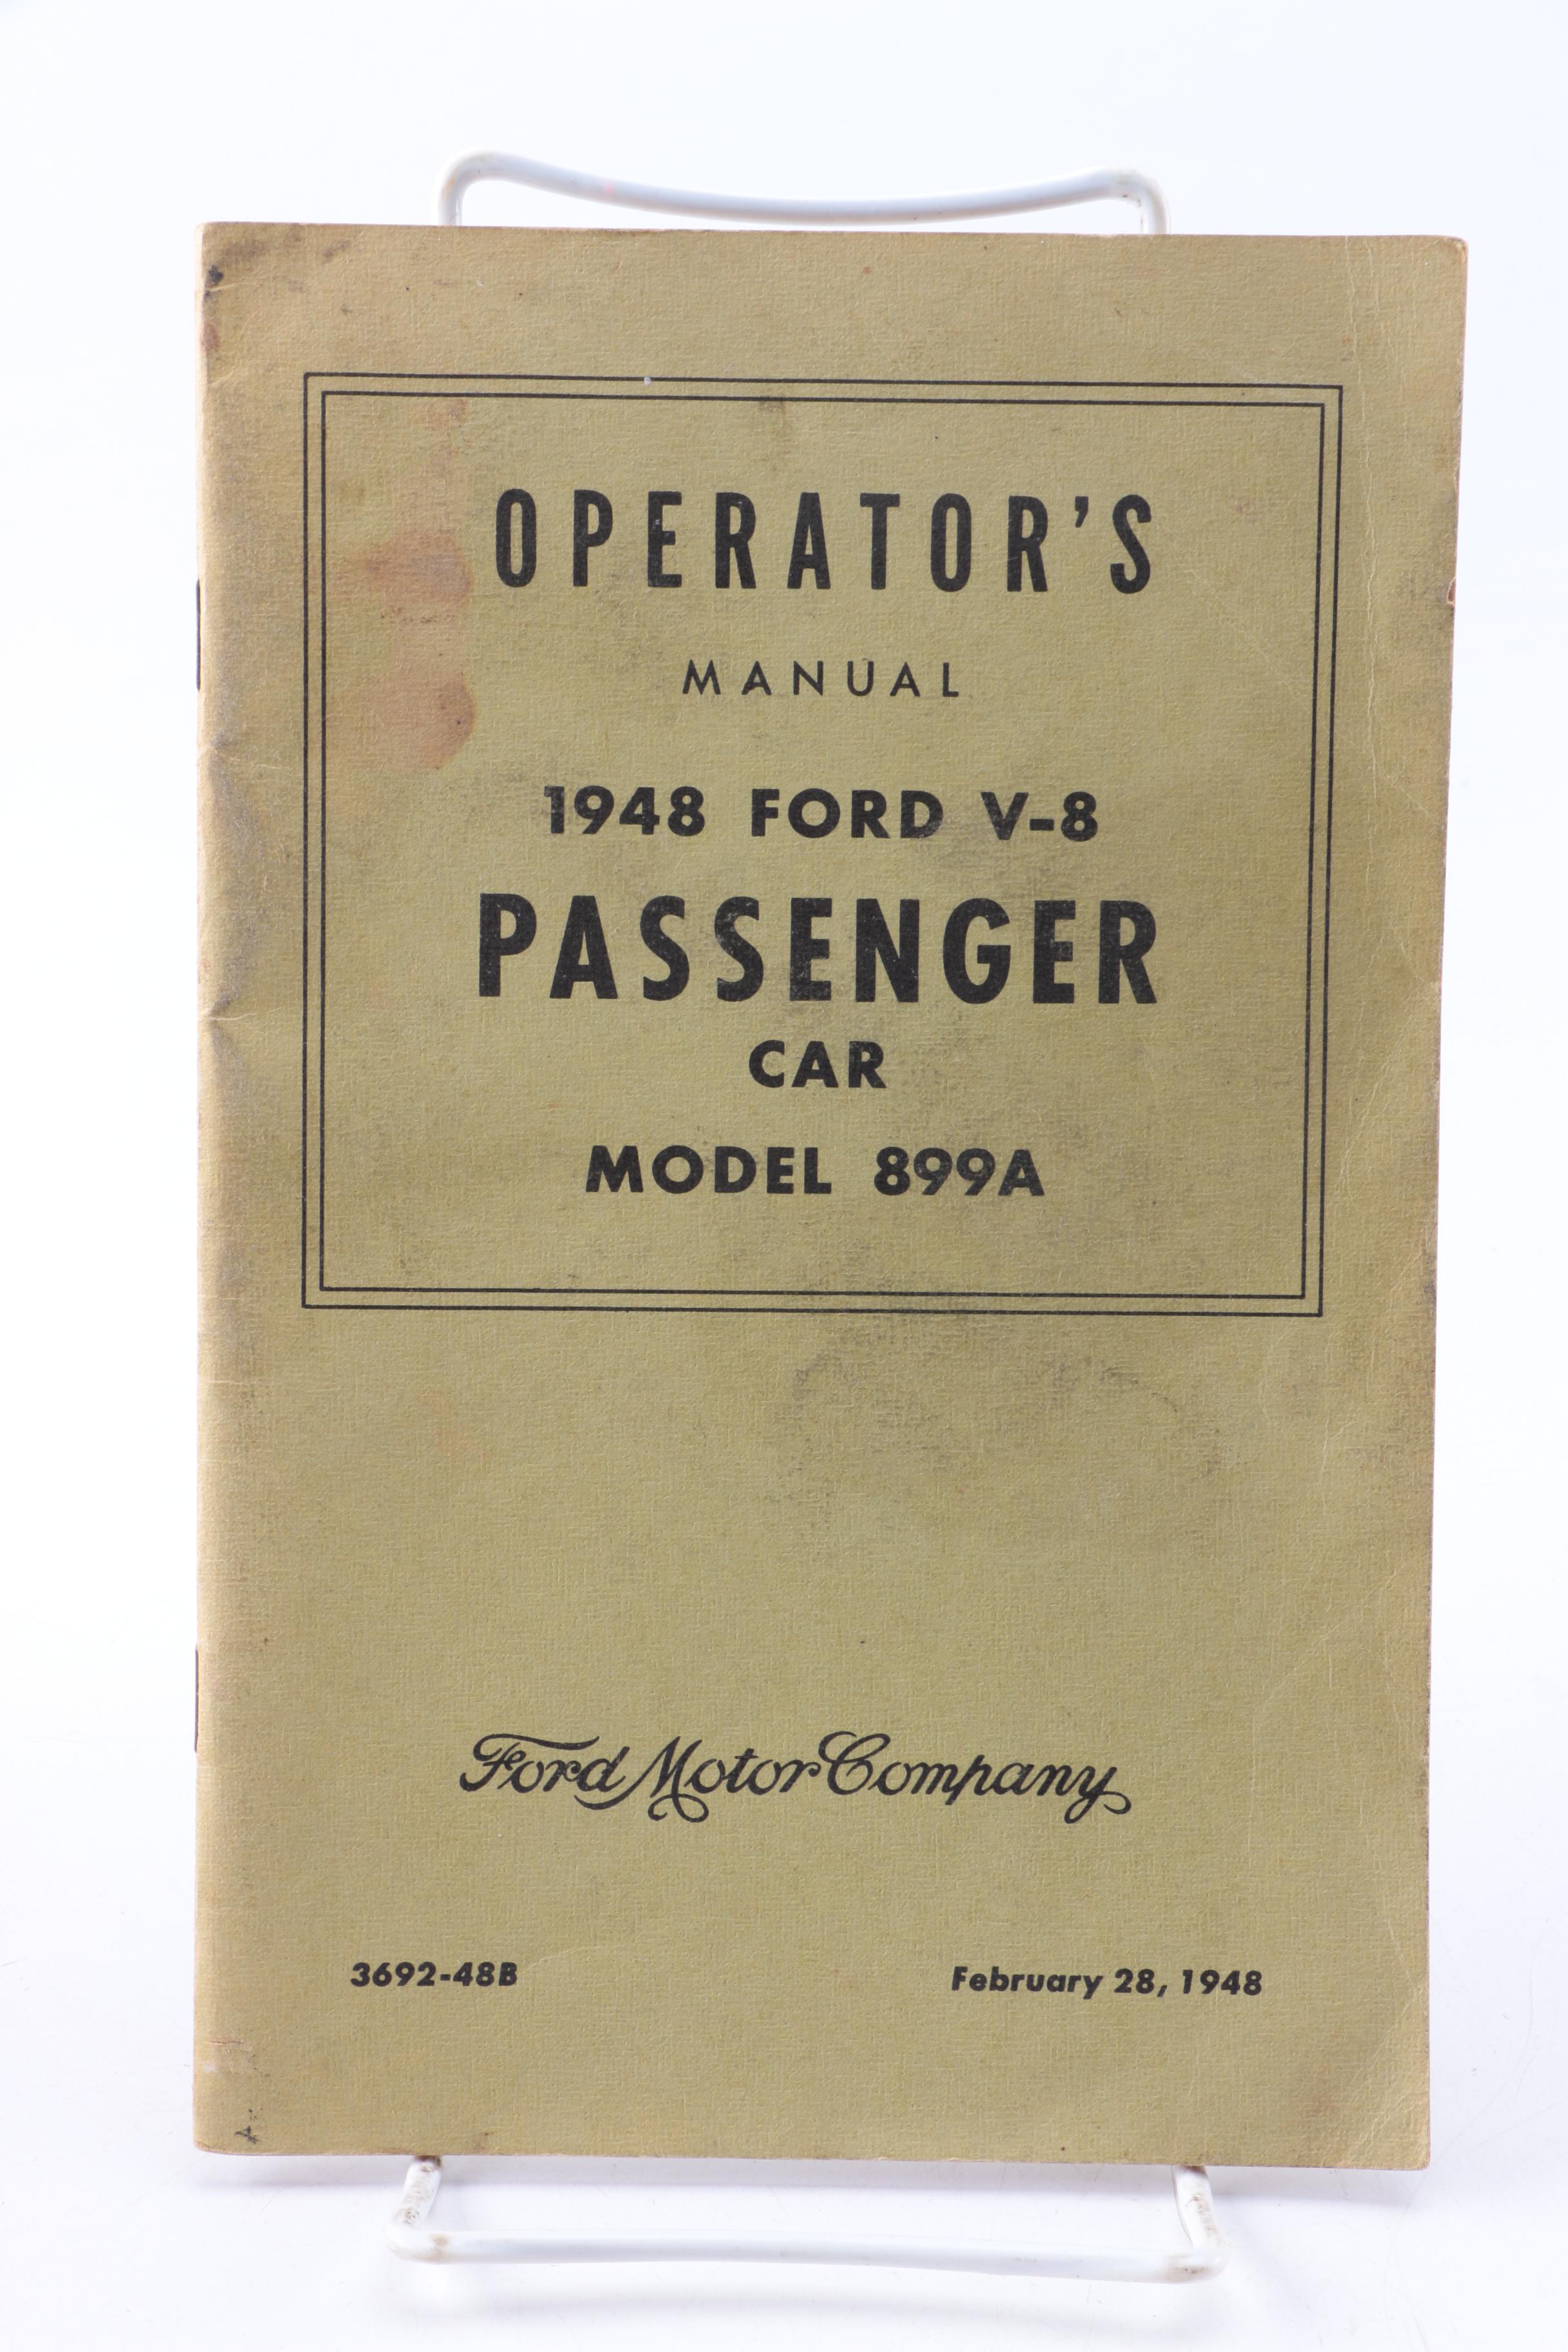 OPERATOR'S
MANUAL
1948 FORD V-8
PASSENGER
CAR
MODEL 899A
Ford Motor Company
3692-48B
February 28, 1948